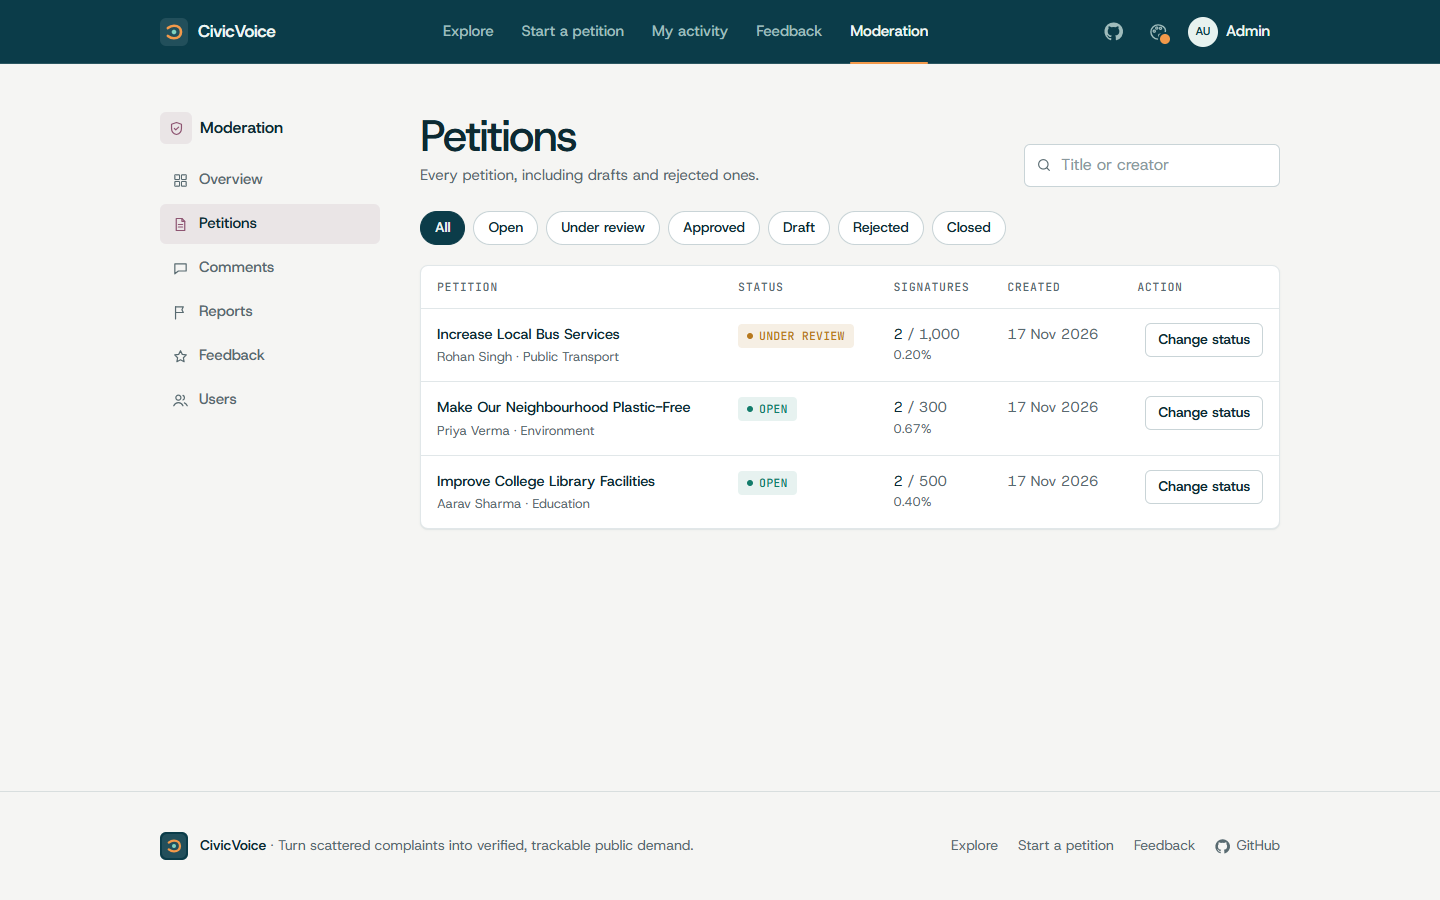 CivicVoice
Explore
Start a petition
My activity
Feedback
Moderation
AU
Admin
Moderation
Overview
Petitions
Comments
Reports
Feedback
Users
Petitions
Every petition, including drafts and rejected ones.
Title or creator
All
Open
Under review
Approved
Draft
Rejected
Closed
PETITION STATUS SIGNATURES CREATED ACTION
Increase Local Bus Services UNDER REVIEW 2 / 1,000 17 Nov 2026 Change status
Rohan Singh · Public Transport 0.20%
Make Our Neighbourhood Plastic-Free OPEN 2 / 300 17 Nov 2026 Change status
Priya Verma · Environment 0.67%
Improve College Library Facilities OPEN 2 / 500 17 Nov 2026 Change status
Aarav Sharma · Education 0.40%
CivicVoice · Turn scattered complaints into verified, trackable public demand.
Explore
Start a petition
Feedback
GitHub